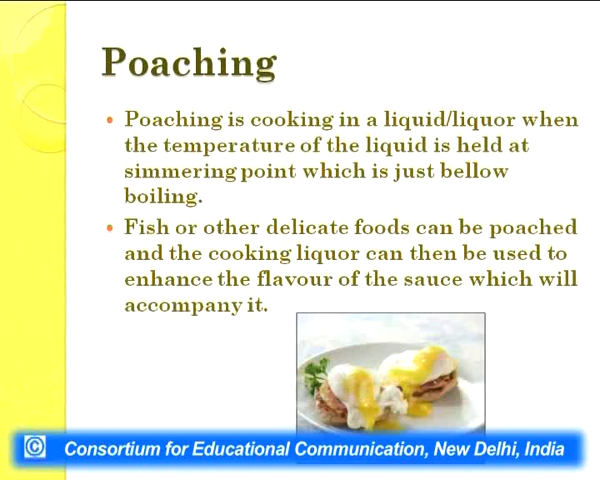 Poaching
Poaching is cooking in a liquid/liquor when
the temperature of the liquid is held at
simmering point which is just bellow
boiling.
Fish or other delicate foods can be poached
and the cooking liquor can then be used to
enhance the flavour of the sauce which will
accompany it.
© Consortium for Educational Communication, New Delhi, India